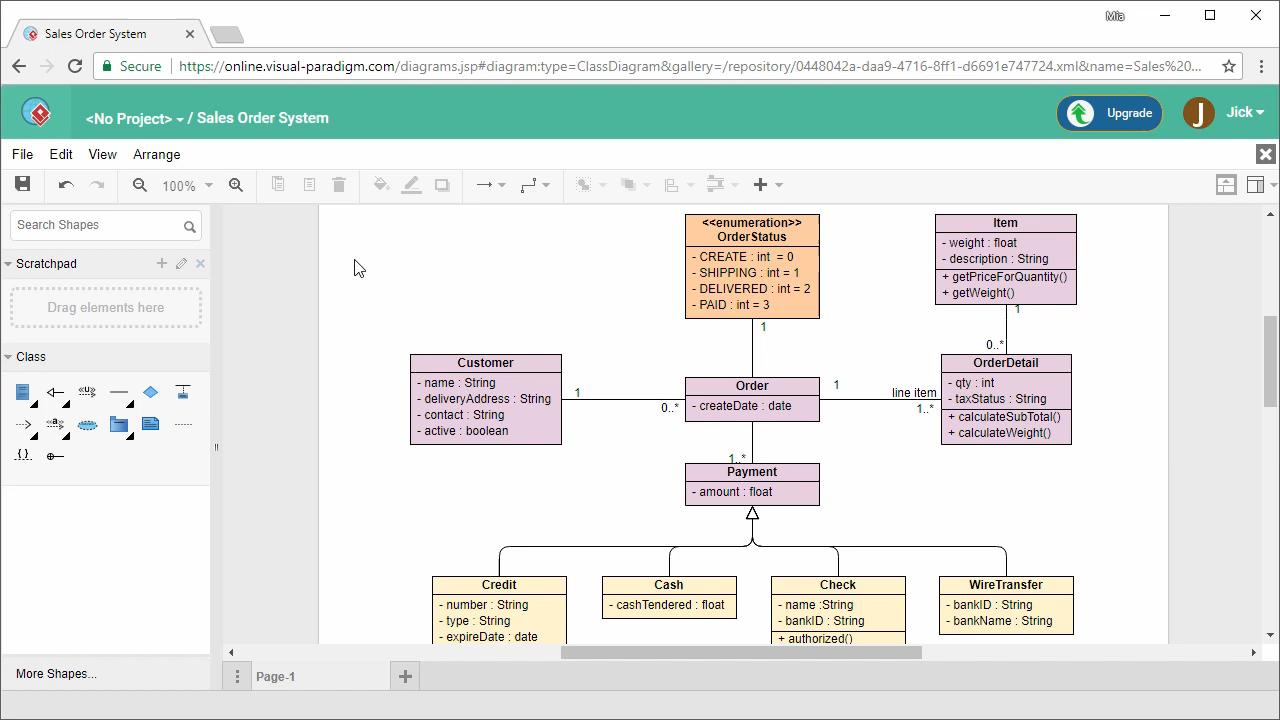 Mia
Sales Order System
Secure
https://online.visual-paradigm.com/diagrams.jsp#diagram:type=ClassDiagram&gallery=/repository/0448042a-daa9-4716-8ff1-d6691e747724.xml&name=Sales%20...
<No Project> / Sales Order System
Upgrade
J
Jick
File Edit View Arrange
100%
Search Shapes
Scratchpad
Drag elements here
Class
<<u>>
<<a>>
{ }
More Shapes...
<<enumeration>>
OrderStatus
- CREATE : int = 0
- SHIPPING : int = 1
- DELIVERED : int = 2
- PAID : int = 3
Item
- weight : float
- description : String
+ getPriceForQuantity()
+ getWeight()
1
1
0..*
Customer
- name : String
- deliveryAddress : String
- contact : String
- active : boolean
1
0..*
Order
- createDate : date
1
line item
1..*
OrderDetail
- qty : int
- taxStatus : String
+ calculateSubTotal()
+ calculateWeight()
1..*
Payment
- amount : float
Credit
- number : String
- type : String
- expireDate : date
Cash
- cashTendered : float
Check
- name :String
- bankID : String
+ authorized()
WireTransfer
- bankID : String
- bankName : String
Page-1